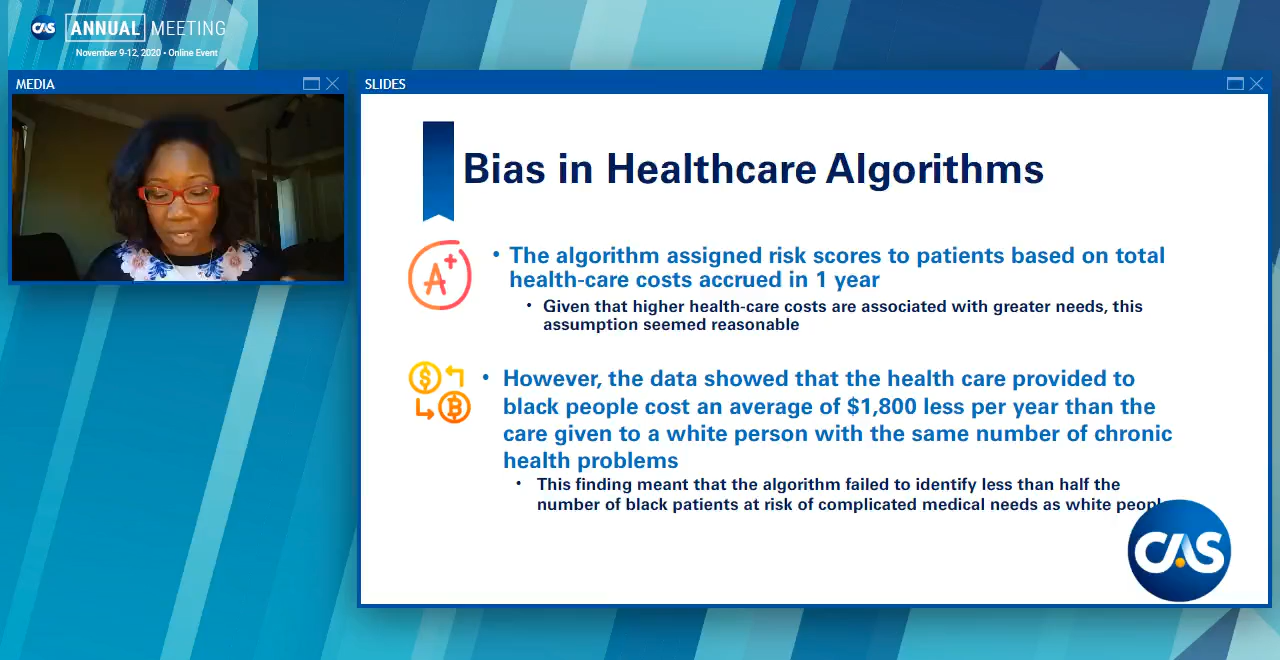 CAS ANNUAL MEETING
November 9-12, 2020 • Online Event
MEDIA
SLIDES
Bias in Healthcare Algorithms
A+
• The algorithm assigned risk scores to patients based on total
health-care costs accrued in 1 year
• Given that higher health-care costs are associated with greater needs, this
assumption seemed reasonable
$
B
• However, the data showed that the health care provided to
black people cost an average of $1,800 less per year than the
care given to a white person with the same number of chronic
health problems
• This finding meant that the algorithm failed to identify less than half the
number of black patients at risk of complicated medical needs as white
CAS